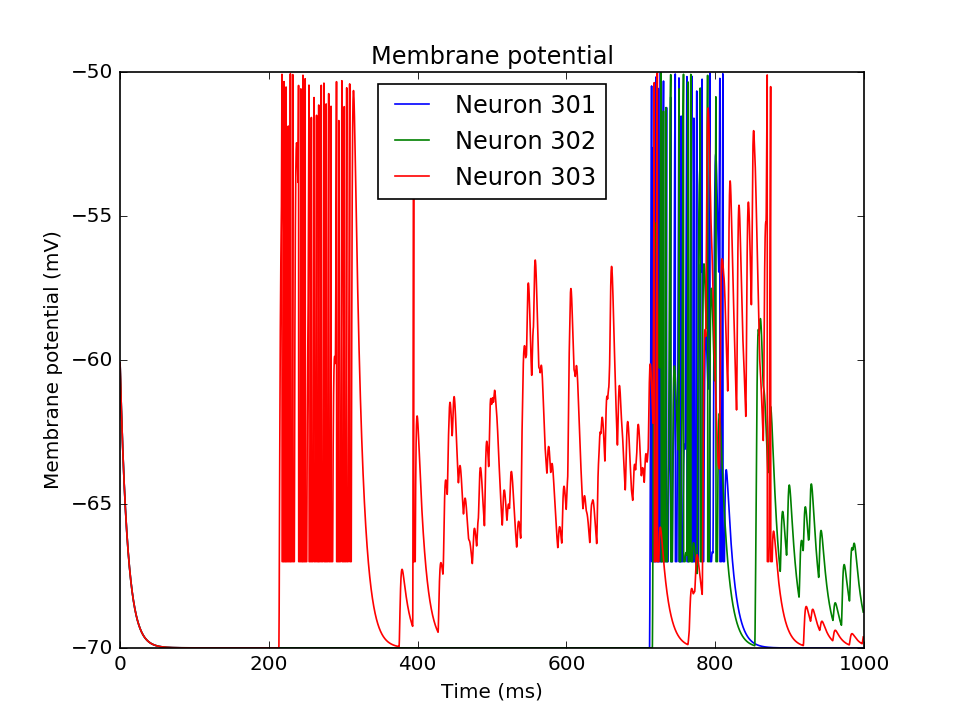 Membrane potential
Neuron 301
Neuron 302
Neuron 303
−50
−55
−60
−65
−70
Membrane potential (mV)
0
200
400
600
800
1000
Time (ms)